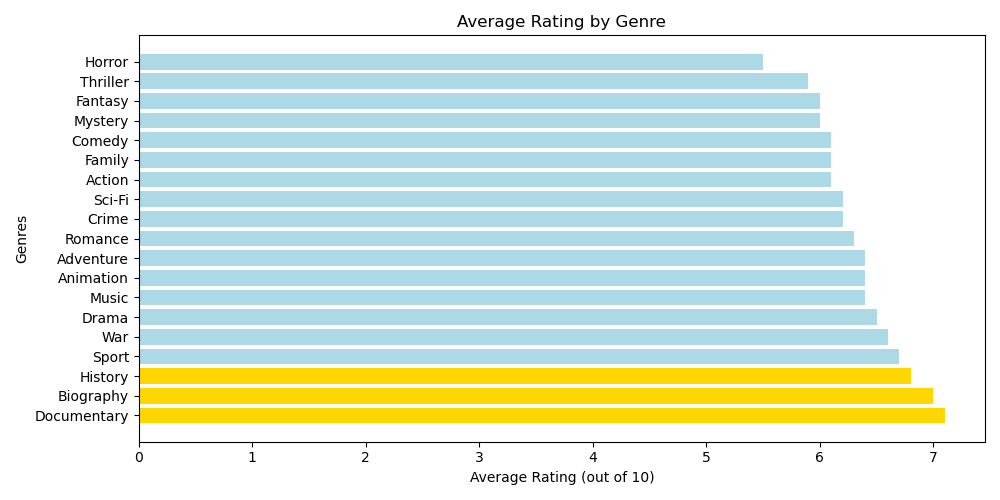 Average Rating by Genre
Genres
Horror
Thriller
Fantasy
Mystery
Comedy
Family
Action
Sci-Fi
Crime
Romance
Adventure
Animation
Music
Drama
War
Sport
History
Biography
Documentary
0 1 2 3 4 5 6 7
Average Rating (out of 10)